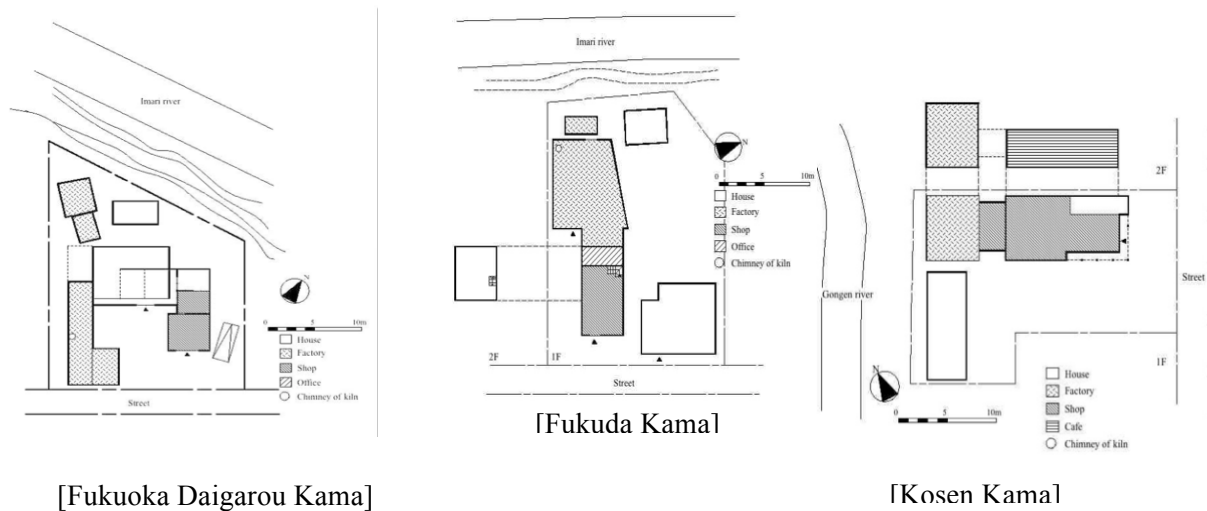 Imari river
N
0 5 10m
House
Factory
Shop
Office
Chimney of kiln
Street
[Fukuoka Daigarou Kama]
Imari river
N
0 5 10m
House
Factory
Shop
Office
Chimney of kiln
2F
1F
Street
[Fukuda Kama]
2F
Gongen river
Street
1F
N
0 5 10m
House
Factory
Shop
Cafe
Chimney of kiln
[Kosen Kama]